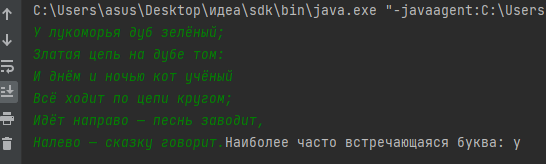 C:\Users\asus\Desktop\идеа\sdk\bin\java.exe "-javaagent:C:\Users
У лукоморья дуб зелёный;
Златая цепь на дубе том:
И днём и ночью кот учёный
Всё ходит по цепи кругом;
Идёт направо — песнь заводит,
Налево — сказку говорит.Наиболее часто встречающаяся буква: у